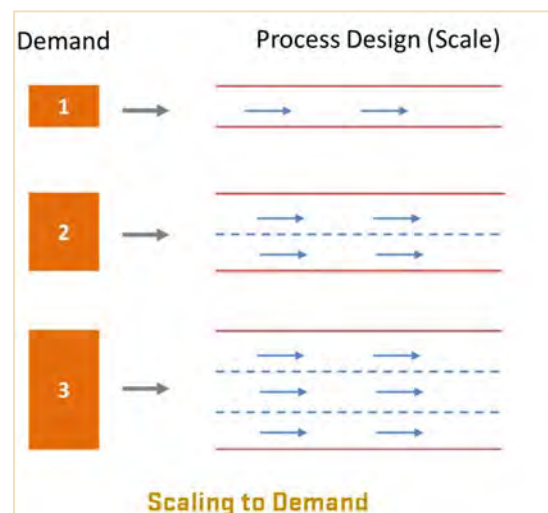 Demand
Process Design (Scale)
1
2
3
Scaling to Demand